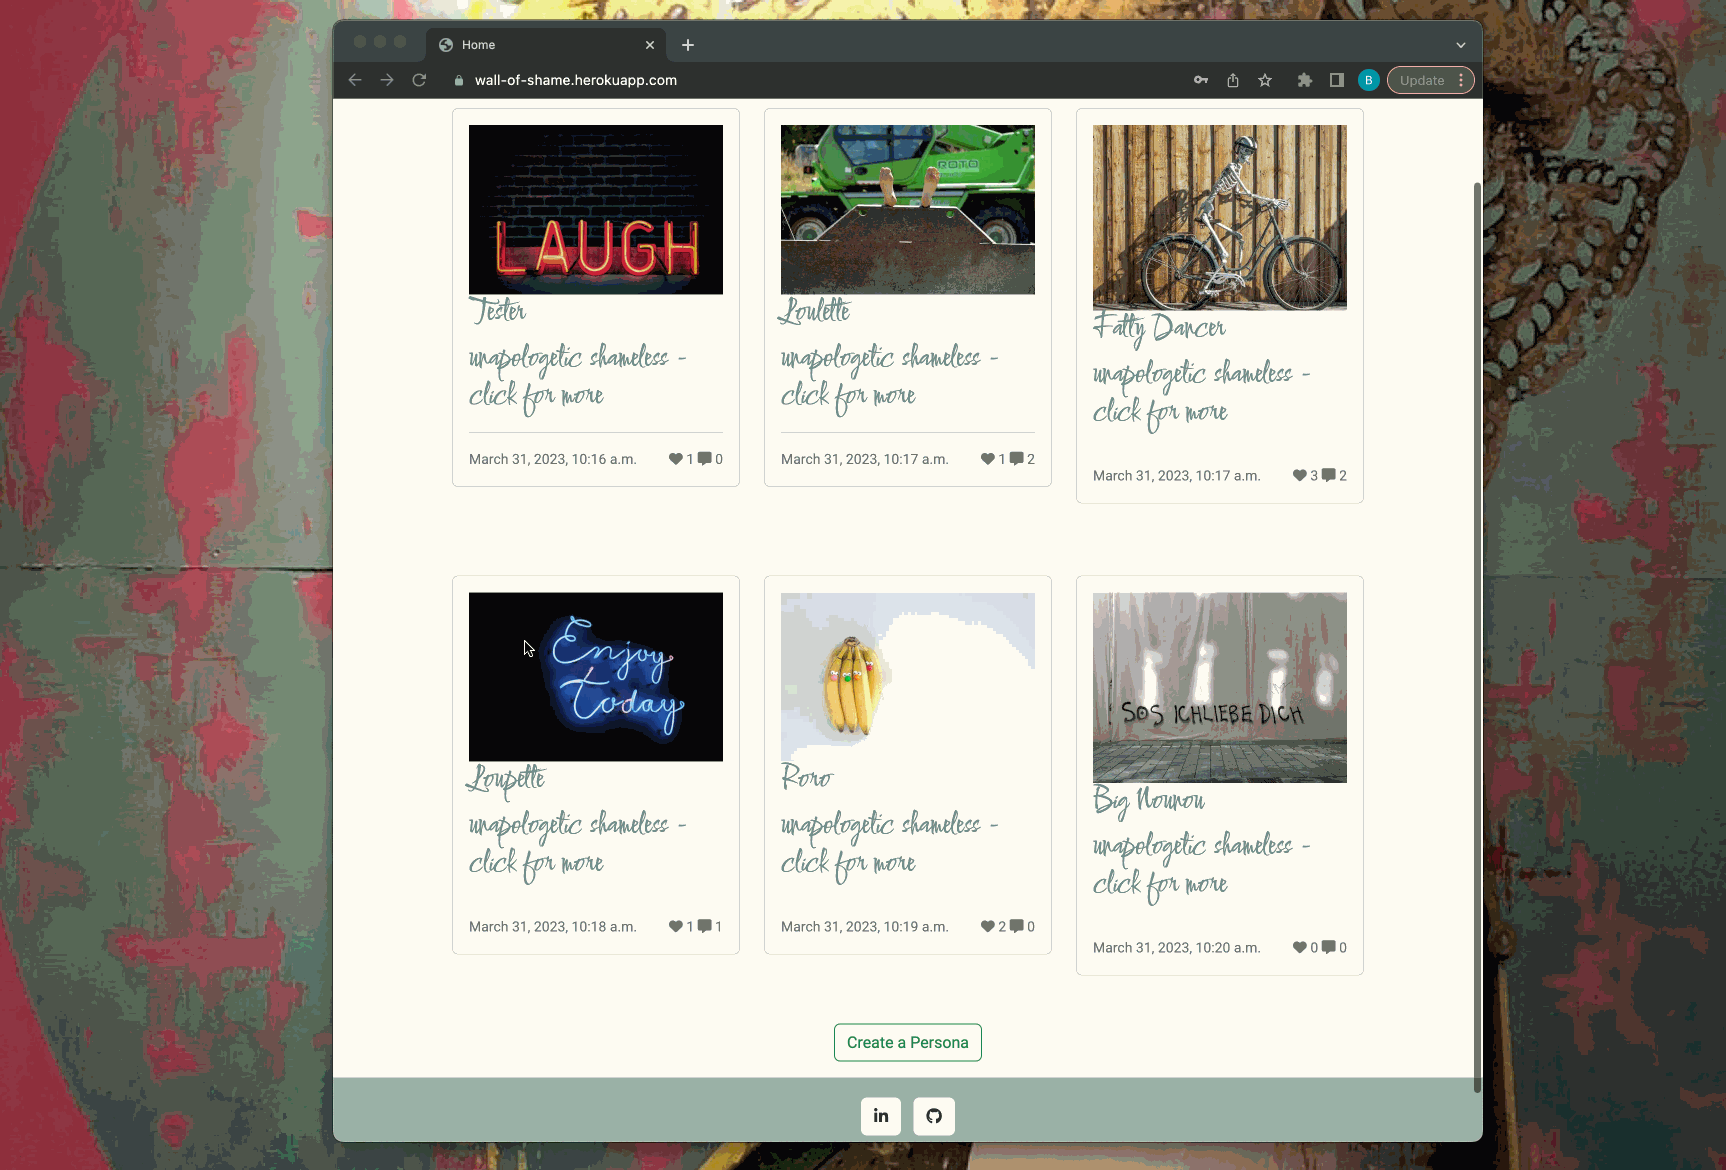 Home
wall-of-shame.herokuapp.com
B
Update
LAUGH
Tester
unapologetic shameless -
click for more
March 31, 2023, 10:16 a.m.
1 0
ROTO
Loulette
unapologetic shameless -
click for more
March 31, 2023, 10:17 a.m.
1 2
Fatty Dancer
unapologetic shameless -
click for more
March 31, 2023, 10:17 a.m.
3 2
Enjoy
Today
Loupette
unapologetic shameless -
click for more
March 31, 2023, 10:18 a.m.
1 1
Roro
unapologetic shameless -
click for more
March 31, 2023, 10:19 a.m.
2 0
SOS ICH LIEBE DICH
Big Nounou
unapologetic shameless -
click for more
March 31, 2023, 10:20 a.m.
0 0
Create a Persona
in